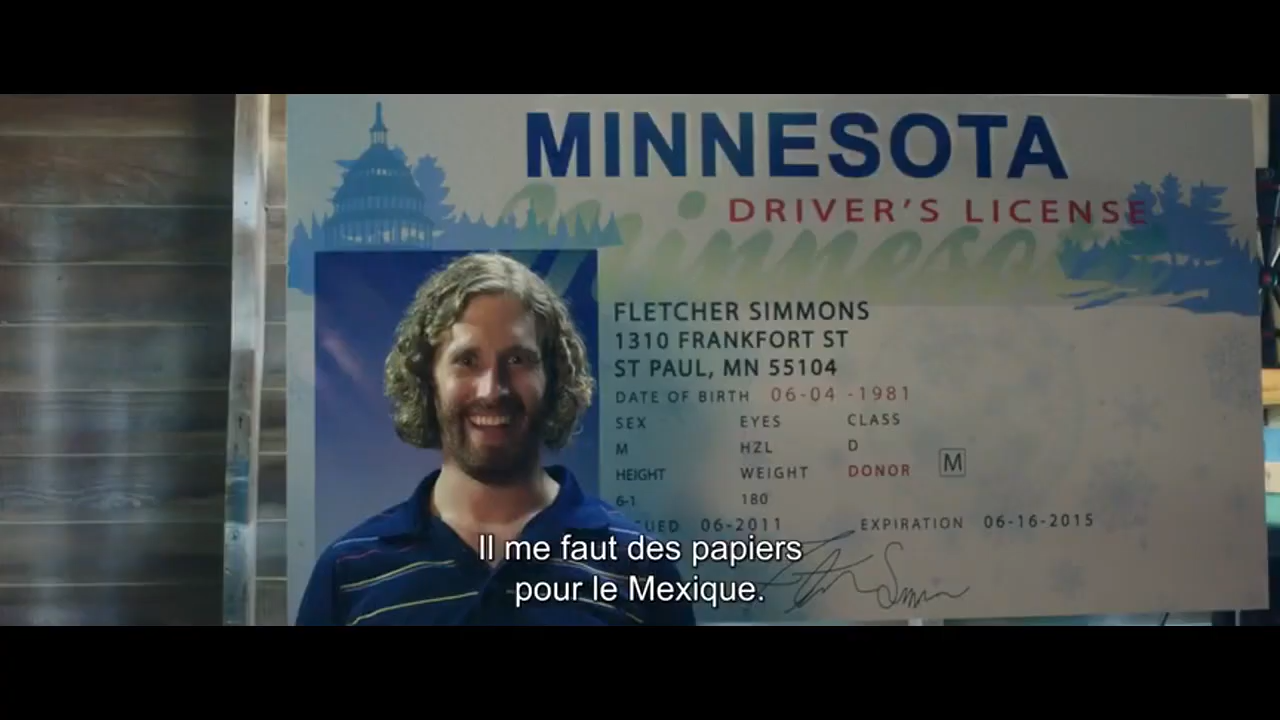 MINNESOTA
Minneso
DRIVER'S LICENSE
FLETCHER SIMMONS
1310 FRANKFORT ST
ST PAUL, MN 55104
DATE OF BIRTH 06-04 -1981
SEX EYES CLASS
M HZL D
HEIGHT WEIGHT DONOR M
6-1 180
06-2011 EXPIRATION 06-16-2015
Il me faut des papiers
pour le Mexique.